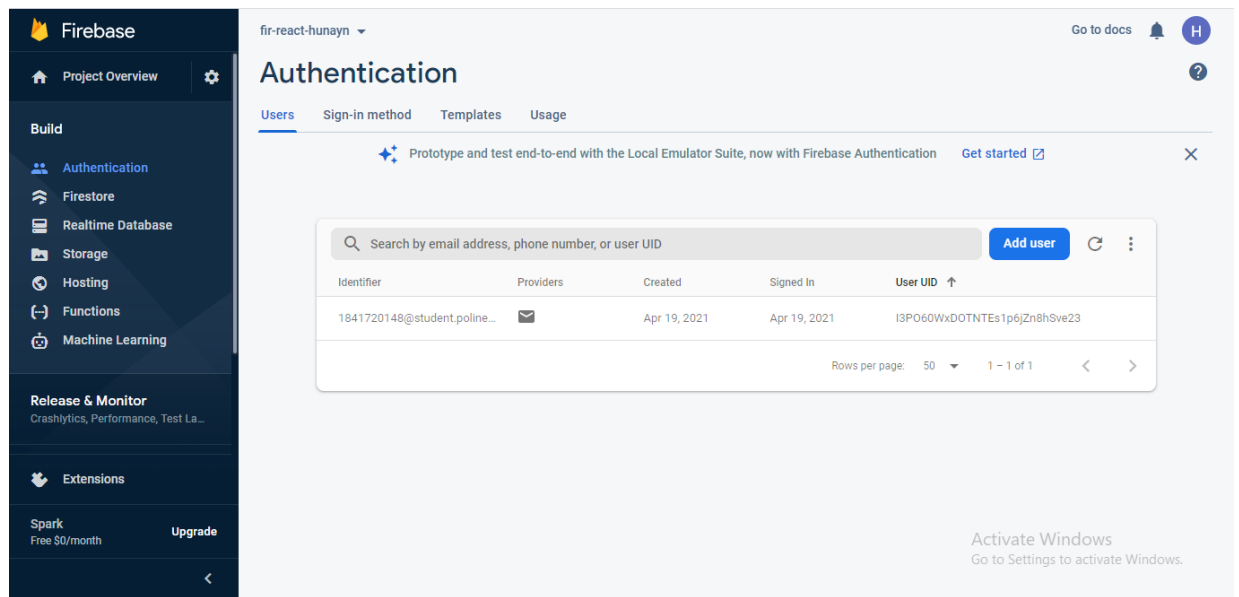 Firebase
fir-react-hunayn
Go to docs
H
Project Overview
Authentication
Users Sign-in method Templates Usage
Build
Prototype and test end-to-end with the Local Emulator Suite, now with Firebase Authentication Get started
Authentication
Firestore
Realtime Database
Storage
Hosting
Functions
Machine Learning
Search by email address, phone number, or user UID
Add user
Identifier Providers Created Signed In User UID
1841720148@student.poline... Apr 19, 2021 Apr 19, 2021 I3PO60WxDOTNTEs1p6jZn8hSve23
Rows per page: 50 1 – 1 of 1
Release & Monitor
Crashlytics, Performance, Test La...
Extensions
Spark
Free $0/month
Upgrade
Activate Windows
Go to Settings to activate Windows.